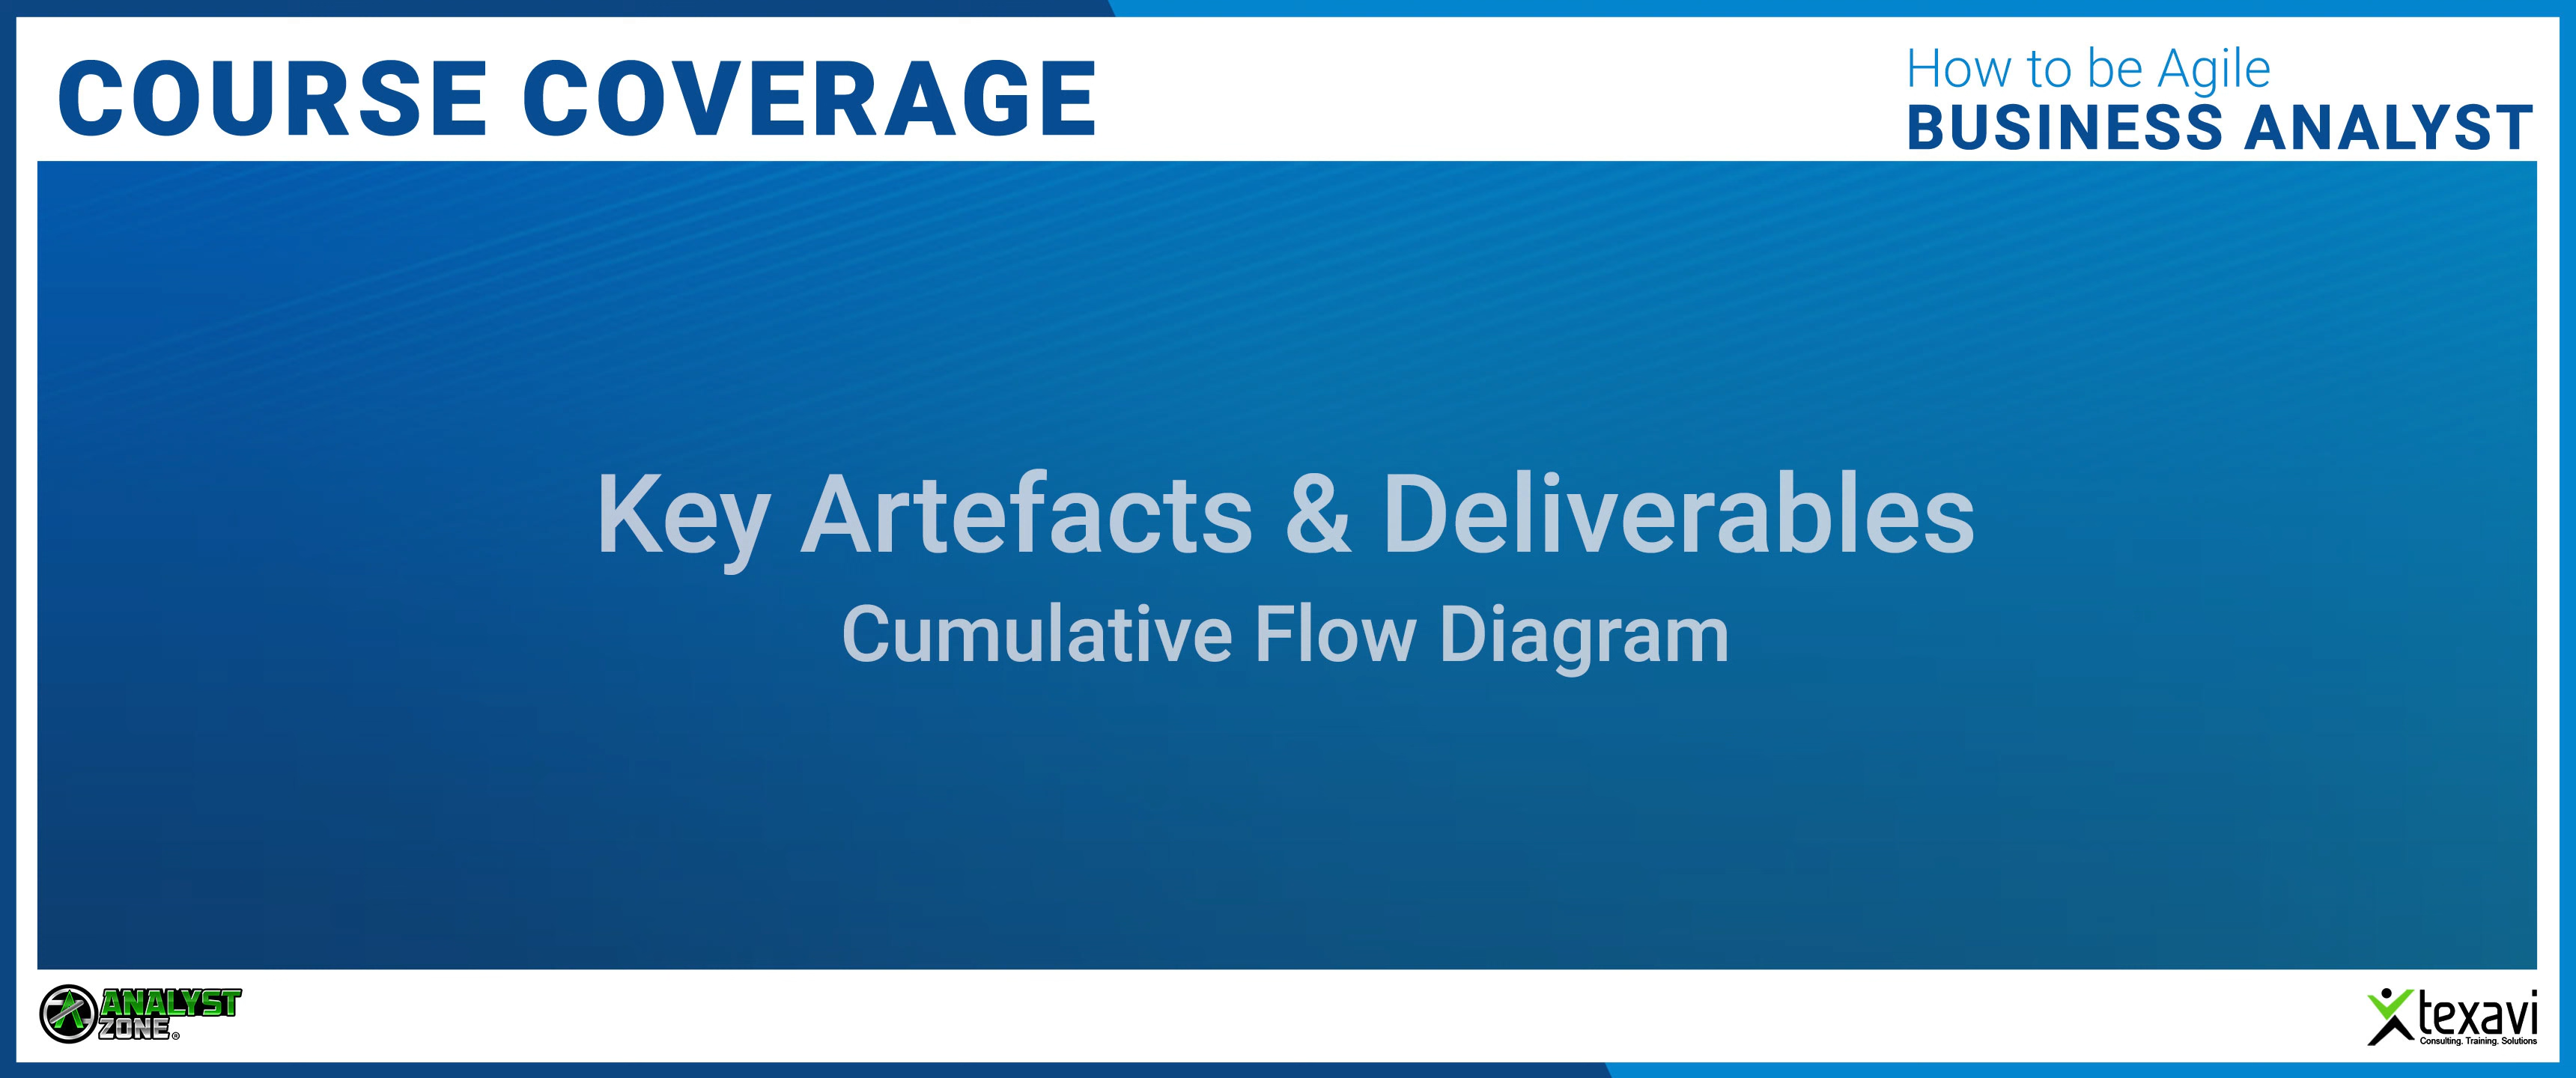 COURSE COVERAGE
How to be Agile
BUSINESS ANALYST
Key Artefacts & Deliverables
Cumulative Flow Diagram
ANALYST
ZONE®
texavi
Consulting. Training. Solutions